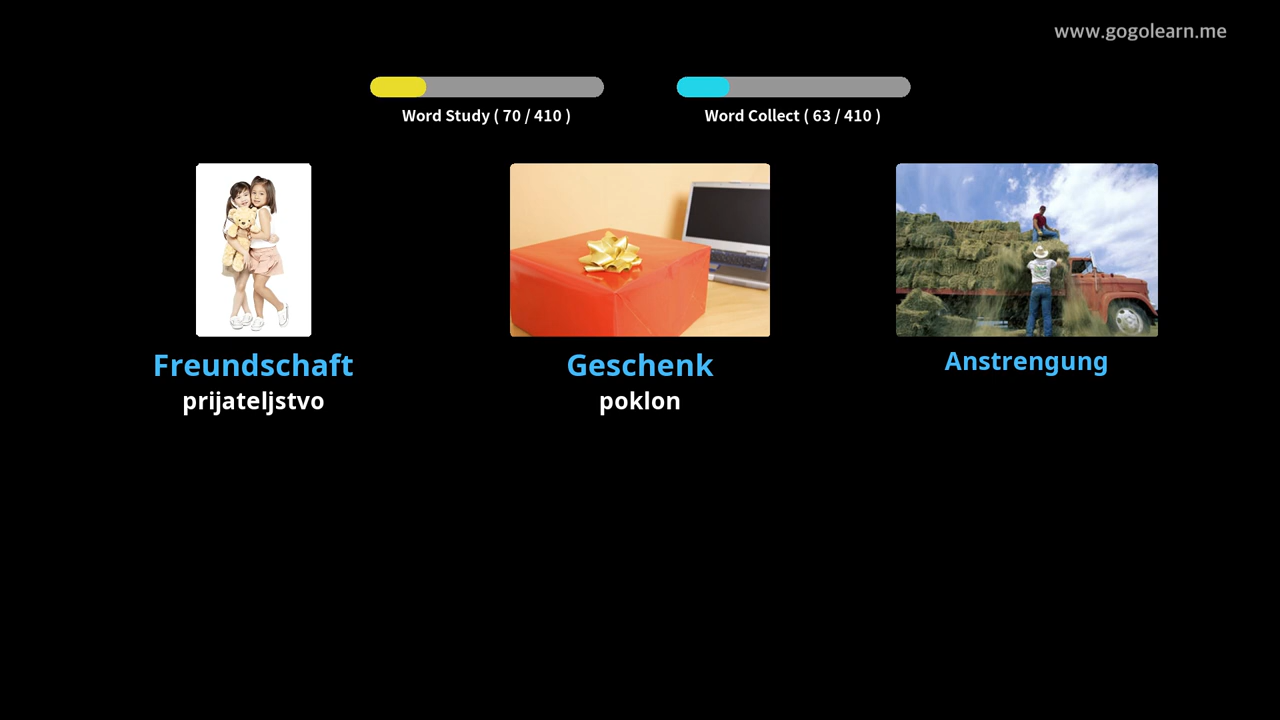 www.gogolearn.me
Word Study ( 70 / 410 )
Word Collect ( 63 / 410 )
Freundschaft
prijateljstvo
Geschenk
poklon
Anstrengung